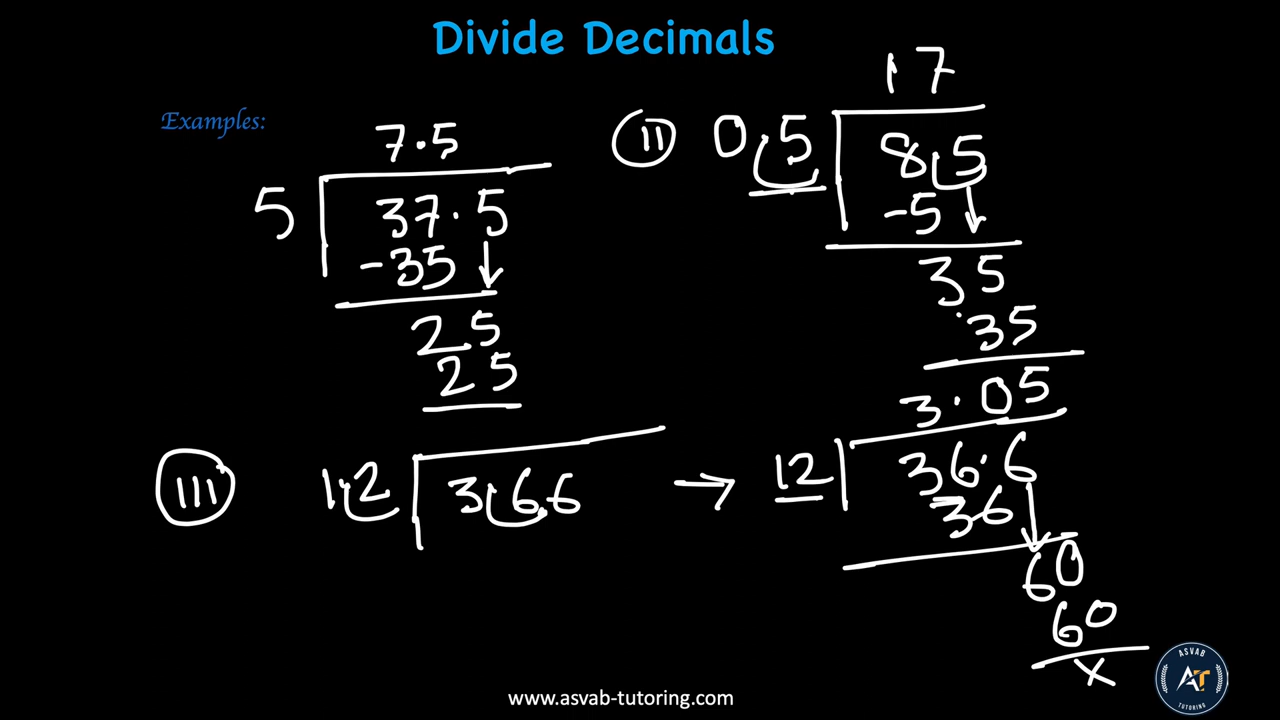 Divide Decimals
Examples:
7.5
5 37.5
-35
25
25
II 0.5 8.5
17
-5
35
35
III 1.2 3.66
→ 12 36.6
3.05
36
60
60
x
www.asvab-tutoring.com
ASVAB
AT
TUTORING